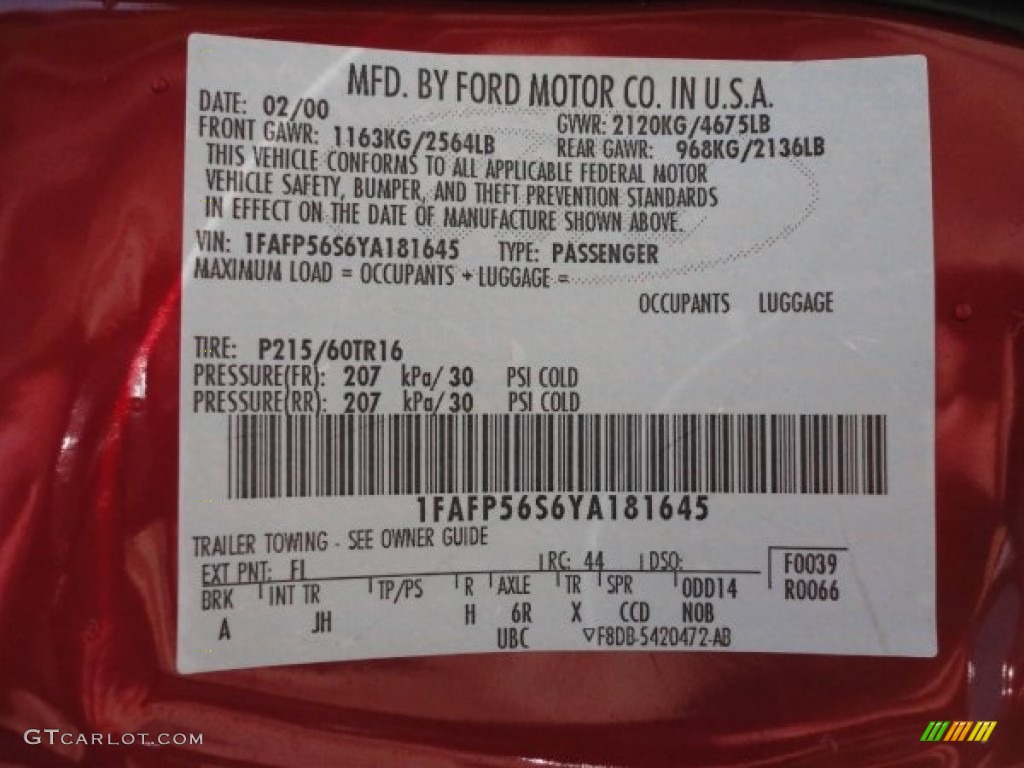 MFD. BY FORD MOTOR CO. IN U.S.A.
DATE: 02/00 GVWR: 2120KG/4675LB
FRONT GAWR: 1163KG/2564LB REAR GAWR: 968KG/2136LB
THIS VEHICLE CONFORMS TO ALL APPLICABLE FEDERAL MOTOR
VEHICLE SAFETY, BUMPER, AND THEFT PREVENTION STANDARDS
IN EFFECT ON THE DATE OF MANUFACTURE SHOWN ABOVE.
VIN: 1FAFP56S6YA181645 TYPE: PASSENGER
MAXIMUM LOAD = OCCUPANTS + LUGGAGE =
OCCUPANTS LUGGAGE
TIRE: P215/60TR16
PRESSURE(FR): 207 kPa/ 30 PSI COLD
PRESSURE(RR): 207 kPa/ 30 PSI COLD
1FAFP56S6YA181645
TRAILER TOWING - SEE OWNER GUIDE
EXT PNT: FL RC: 44 DSO: F0039
BRK INT TR TP/PS R AXLE TR SPR ODD14 R0066
A JH H 6R X CCD NOB
UBC ▽F8DB-5420472-AB
GTCARLOT.COM